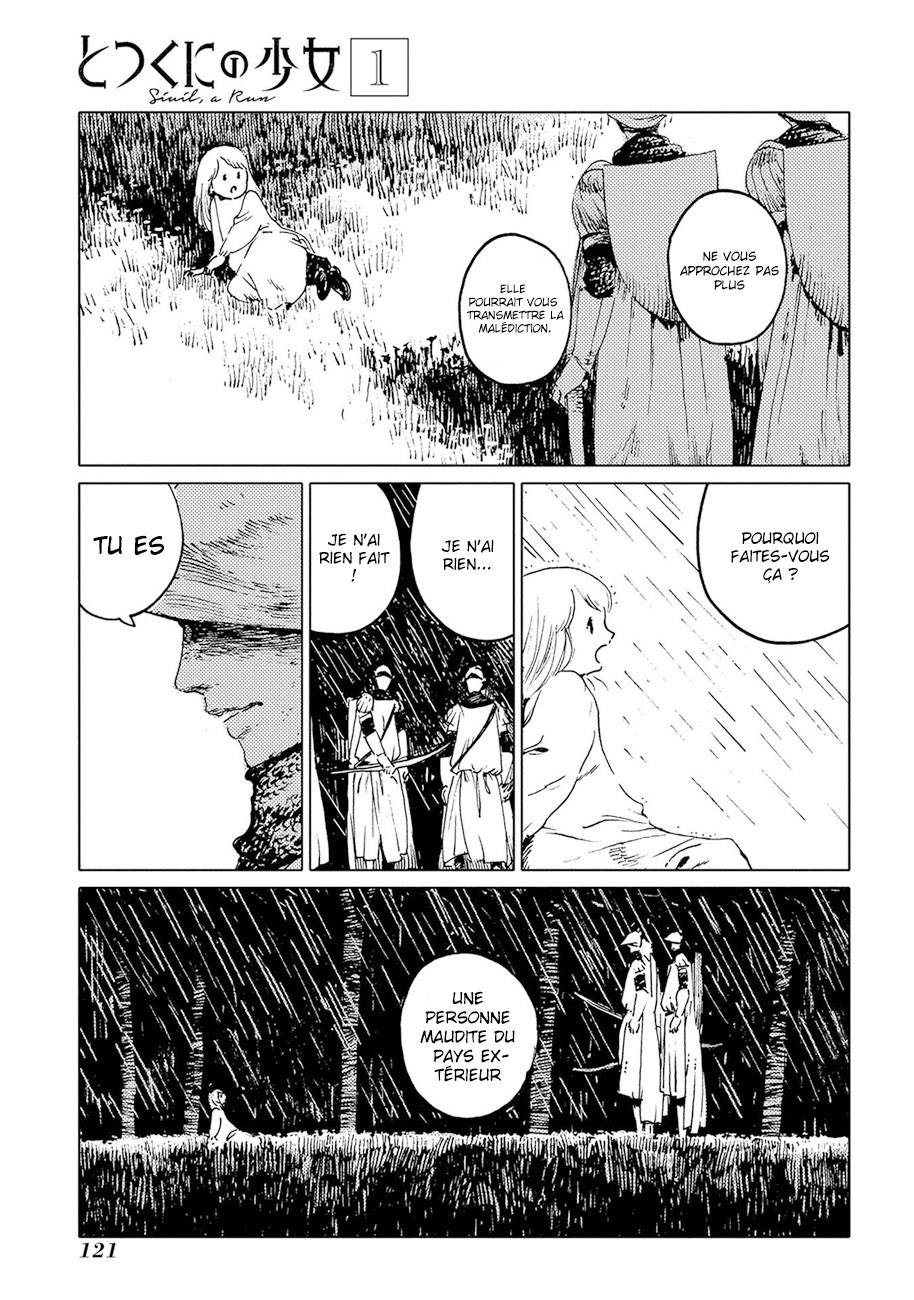 とつくにの少女 1
Siúil, a Run
NE VOUS
APPROCHEZ PAS
PLUS
ELLE
POURRAIT VOUS
TRANSMETTRE LA
MALÉDICTION.
POURQUOI
FAITES-VOUS
ÇA ?
JE N'AI
RIEN...
JE N'AI
RIEN FAIT
!
TU ES
UNE
PERSONNE
MAUDITE DU
PAYS EX-
TÉRIEUR
121